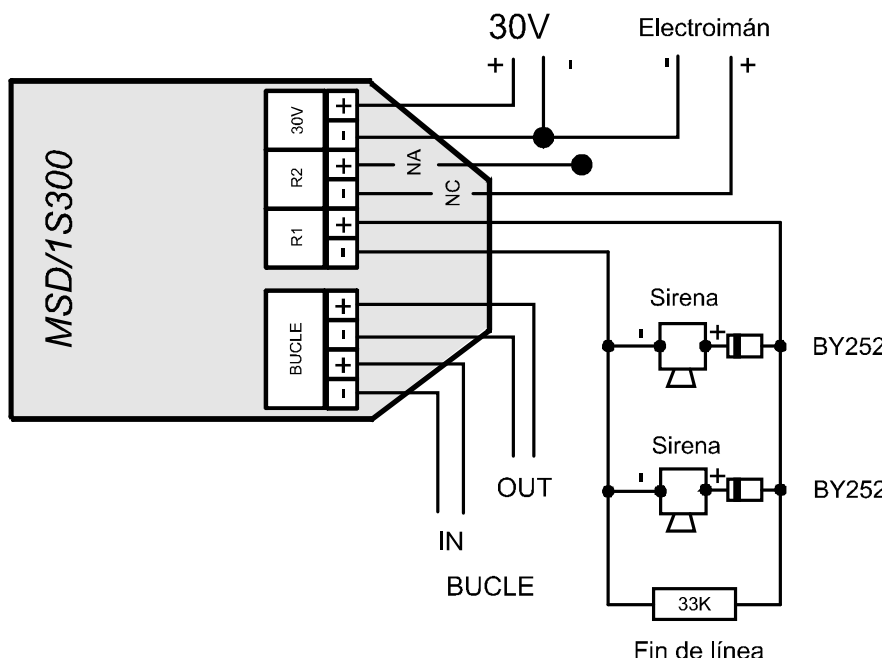 30V
Electroimán
+ -
- +
MSD/1S300
30V
+
-
R2
+
-
NA
NC
R1
+
-
BUCLE
+
-
+
-
Sirena
- +
BY252
Sirena
- +
BY252
OUT
IN
BUCLE
33K
Fin de línea